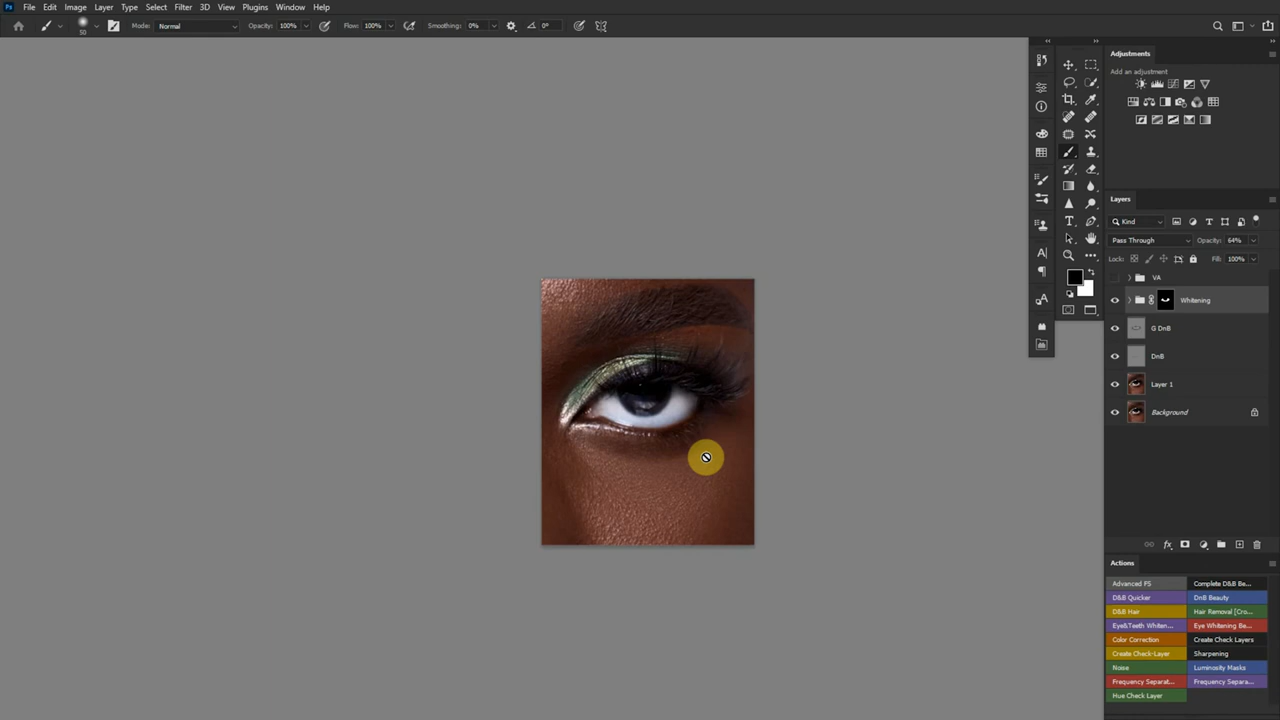 Ps File Edit Image Layer Type Select Filter 3D View Plugins Window Help
50 Mode: Normal Opacity: 100% Flow: 100% Smoothing: 0% 0°
Adjustments
Add an adjustment
Layers
Kind
Pass Through Opacity: 64%
Lock: Fill: 100%
VA
Whitening
G DnB
DnB
Layer 1
Background
Actions
Advanced PS Complete D&B Be...
D&B Quicker DnB Beauty
D&B Hair Hair Removal [Cro...
Eye&Teeth Whiten... Eye Whitening Be...
Color Correction Create Check Layers
Create Check-Layer Sharpening
Noise Luminosity Masks
Frequency Separat... Frequency Separa...
Hue Check Layer